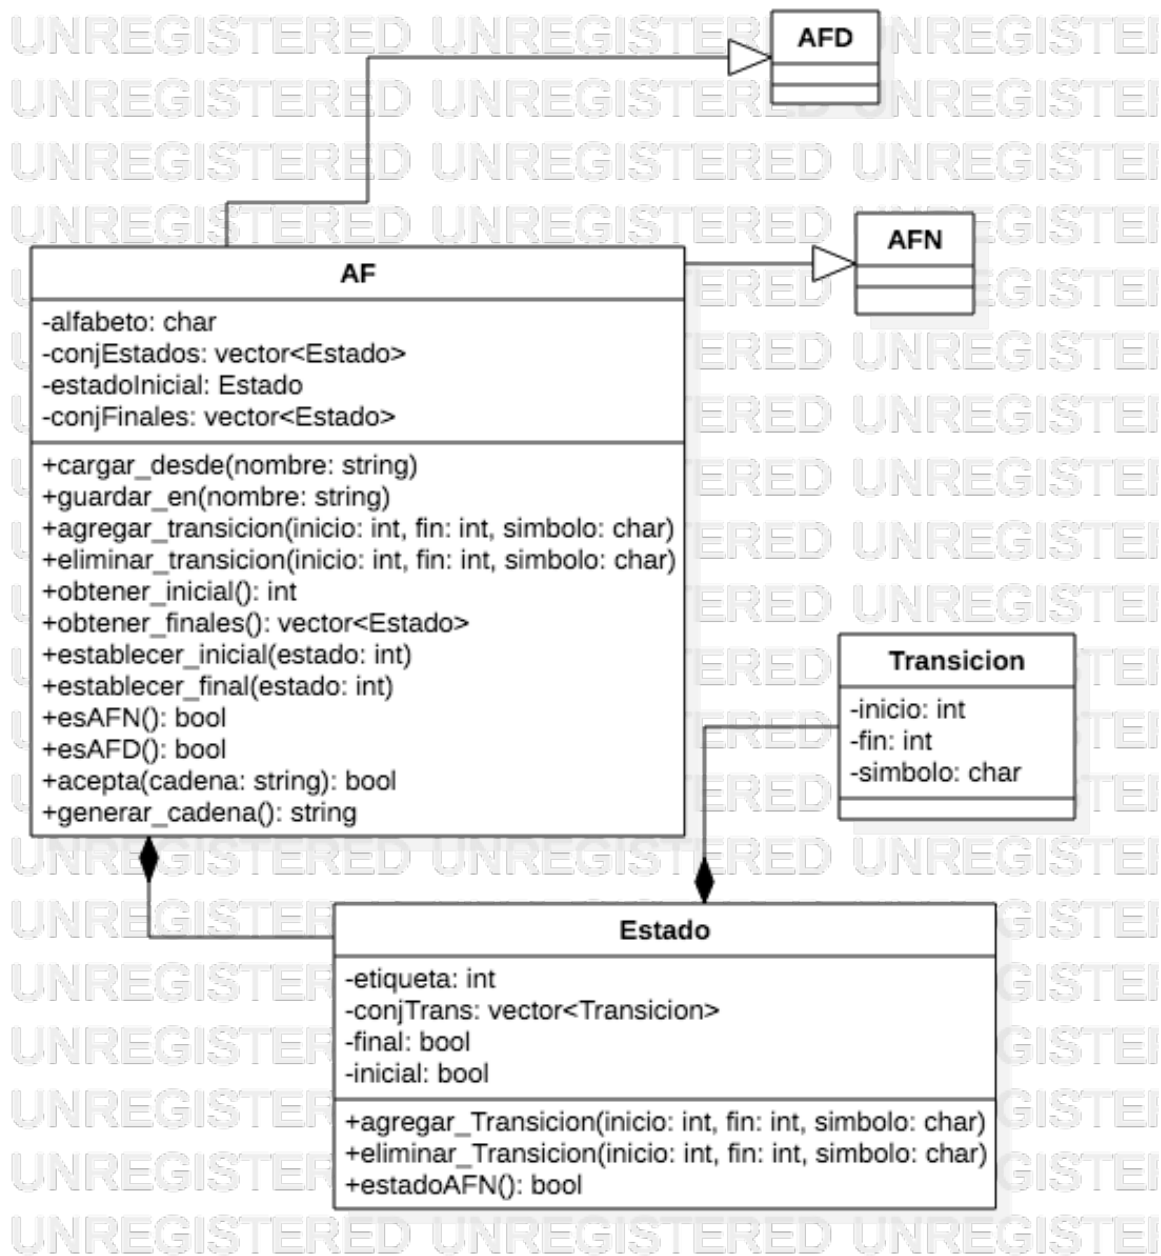 AFD
AFN
AF
-alfabeto: char
-conjEstados: vector<Estado>
-estadoInicial: Estado
-conjFinales: vector<Estado>
+cargar_desde(nombre: string)
+guardar_en(nombre: string)
+agregar_transicion(inicio: int, fin: int, simbolo: char)
+eliminar_transicion(inicio: int, fin: int, simbolo: char)
+obtener_inicial(): int
+obtener_finales(): vector<Estado>
+establecer_inicial(estado: int)
+establecer_final(estado: int)
+esAFN(): bool
+esAFD(): bool
+acepta(cadena: string): bool
+generar_cadena(): string
Transicion
-inicio: int
-fin: int
-simbolo: char
Estado
-etiqueta: int
-conjTrans: vector<Transicion>
-final: bool
-inicial: bool
+agregar_Transicion(inicio: int, fin: int, simbolo: char)
+eliminar_Transicion(inicio: int, fin: int, simbolo: char)
+estadoAFN(): bool
UNREGISTERED UNREGISTERED